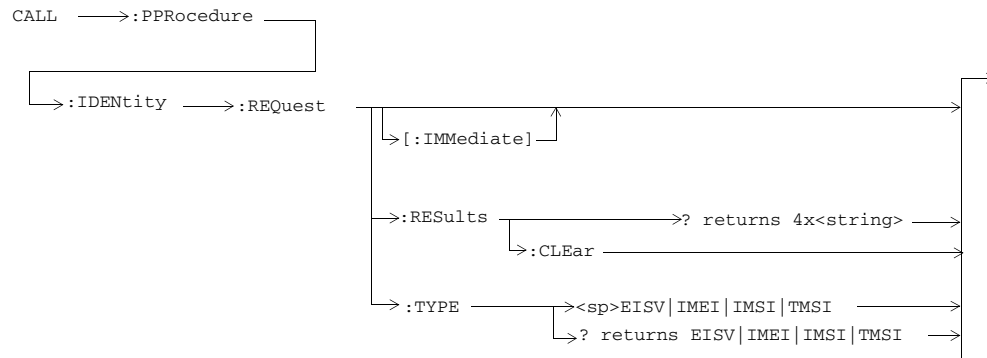 CALL :PPRocedure
:IDENtity :REQuest
[:IMMediate]
:RESults ? returns 4x<string>
:CLEar
:TYPE <sp>EISV|IMEI|IMSI|TMSI
? returns EISV|IMEI|IMSI|TMSI